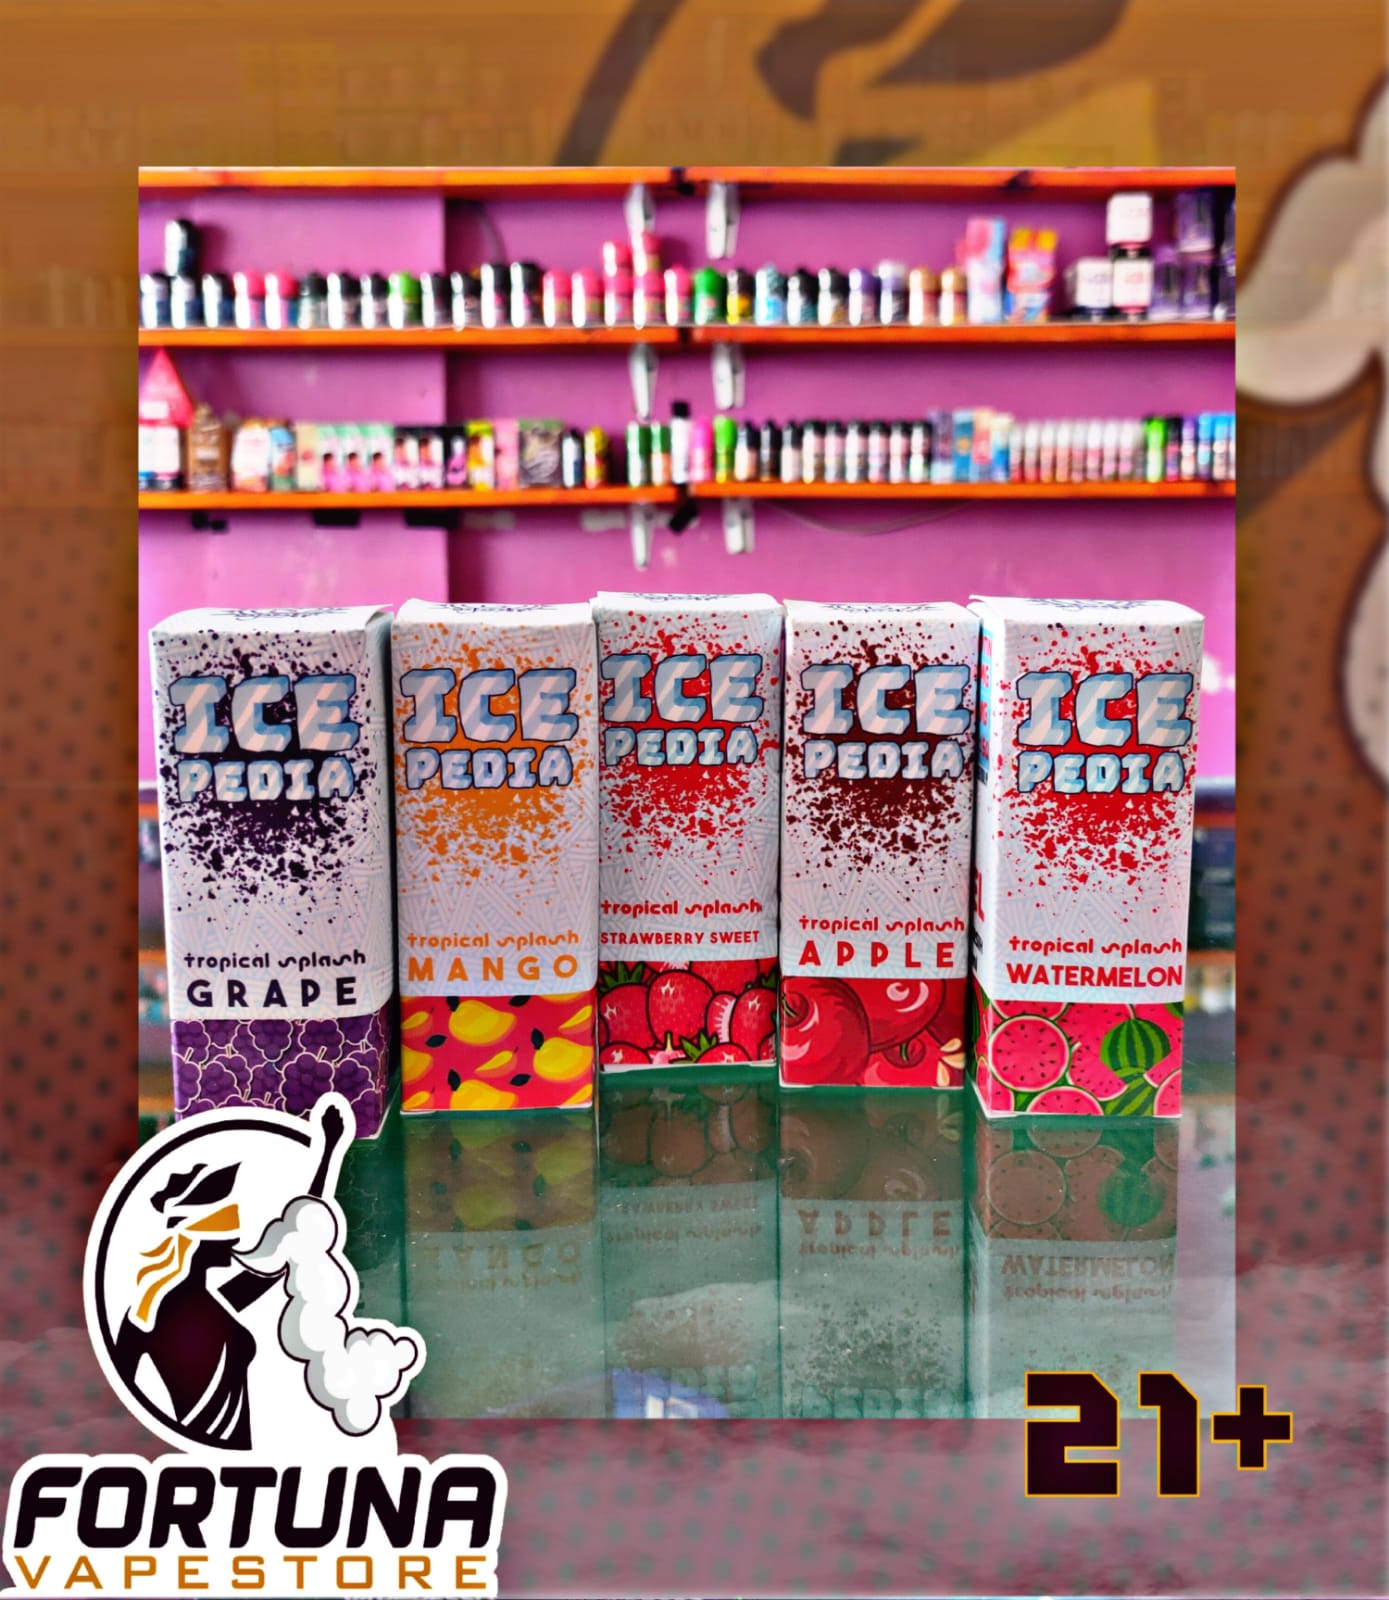 ICE
PEDIA
tropical splash
GRAPE
ICE
PEDIA
tropical splash
MANGO
ICE
PEDIA
tropical splash
STRAWBERRY SWEET
ICE
PEDIA
tropical splash
APPLE
ICE
PEDIA
tropical splash
WATERMELON
21+
FORTUNA
VAPESTORE